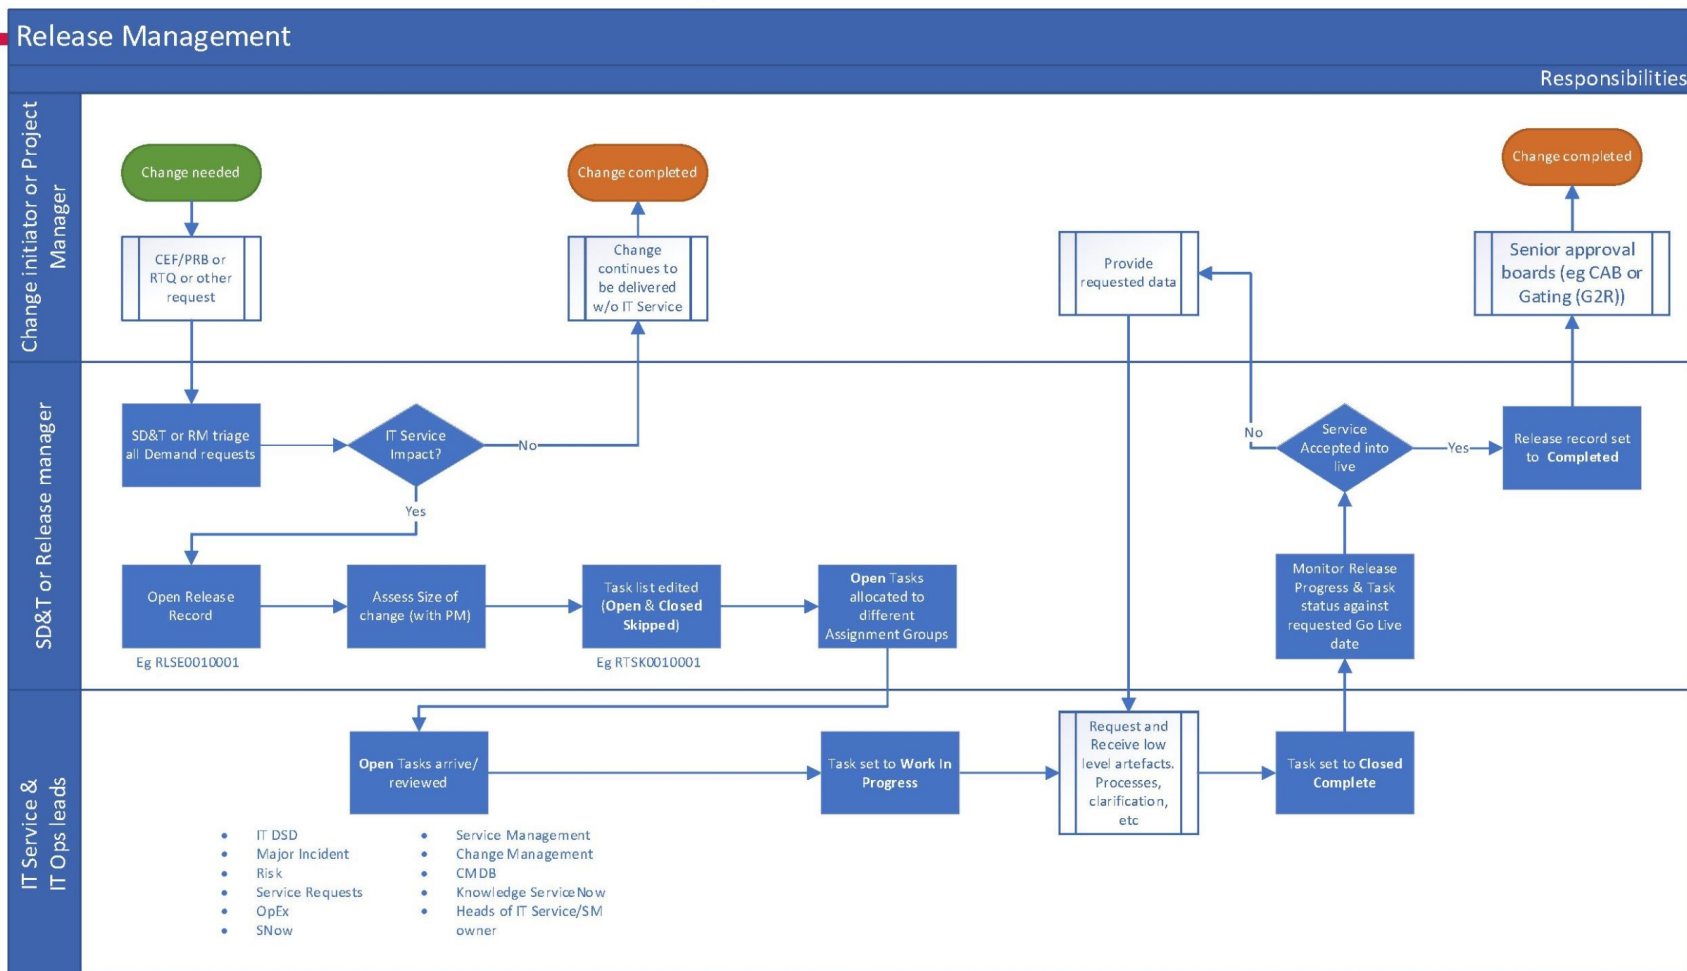 Release Management
Responsibilities
Change initiator or Project
Manager
Change needed
CEF/PRB or
RTQ or other
request
Change completed
Change
continues to
be delivered
w/o IT Service
Provide
requested data
Change completed
Senior approval
boards (eg CAB or
Gating (G2R))
SD&T or Release manager
SD&T or RM triage
all Demand requests
IT Service
Impact?
No
Yes
Service
Accepted into
live
No
Yes
Release record set
to Completed
Open Release
Record
Eg RLSE0010001
Assess Size of
change (with PM)
Task list edited
(Open & Closed
Skipped)
Eg RTSK0010001
Open Tasks
allocated to
different
Assignment Groups
Monitor Release
Progress & Task
status against
requested Go Live
date
IT Service &
IT Ops leads
Open Tasks arrive/
reviewed
Task set to Work In
Progress
Request and
Receive low
level artefacts.
Processes,
clarification,
etc
Task set to Closed
Complete
• IT DSD
• Major Incident
• Risk
• Service Requests
• OpEx
• SNow
• Service Management
• Change Management
• CMDB
• Knowledge ServiceNow
• Heads of IT Service/SM
owner